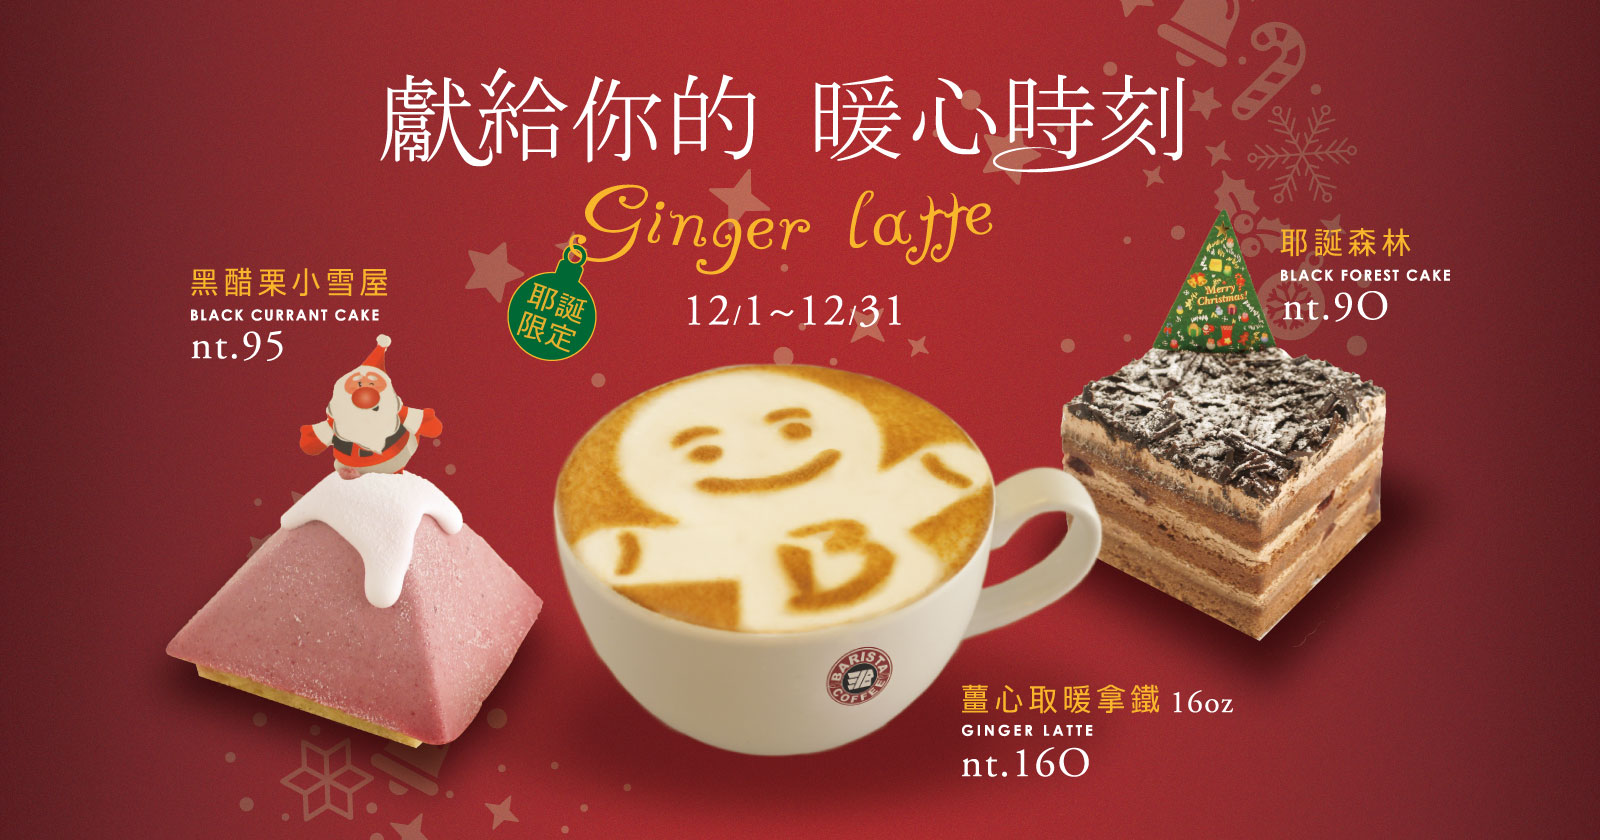 獻給你的 暖心時刻
Ginger latte
耶誕
限定
12/1~12/31
黑醋栗小雪屋
BLACK CURRANT CAKE
nt.95
耶誕森林
BLACK FOREST CAKE
nt.90
Merry
Christmas!
B
BARISTA
COFFEE
薑心取暖拿鐵 16oz
GINGER LATTE
nt.160